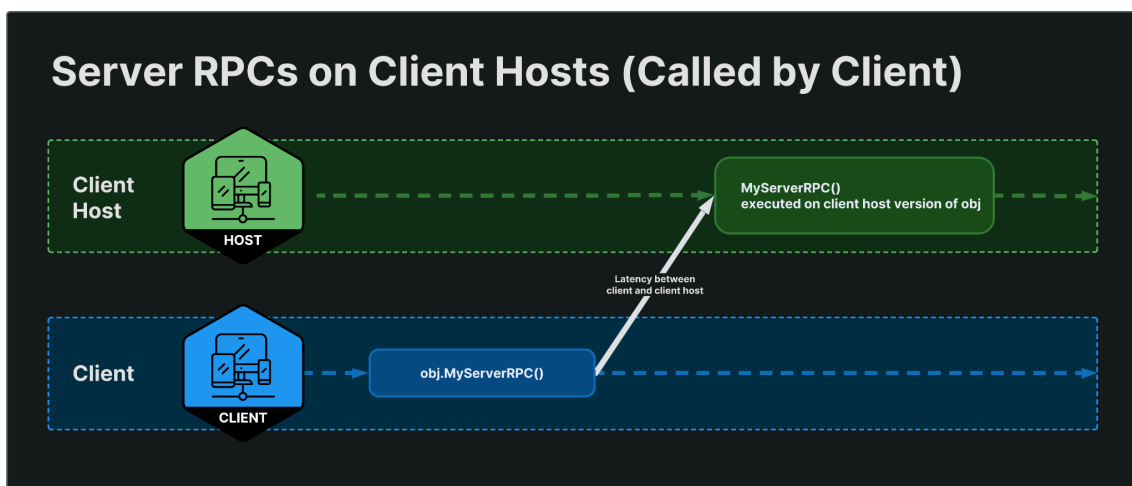 Server RPCs on Client Hosts (Called by Client)
Client
Host
HOST
MyServerRPC()
executed on client host version of obj
Latency between
client and client host
Client
CLIENT
obj.MyServerRPC()